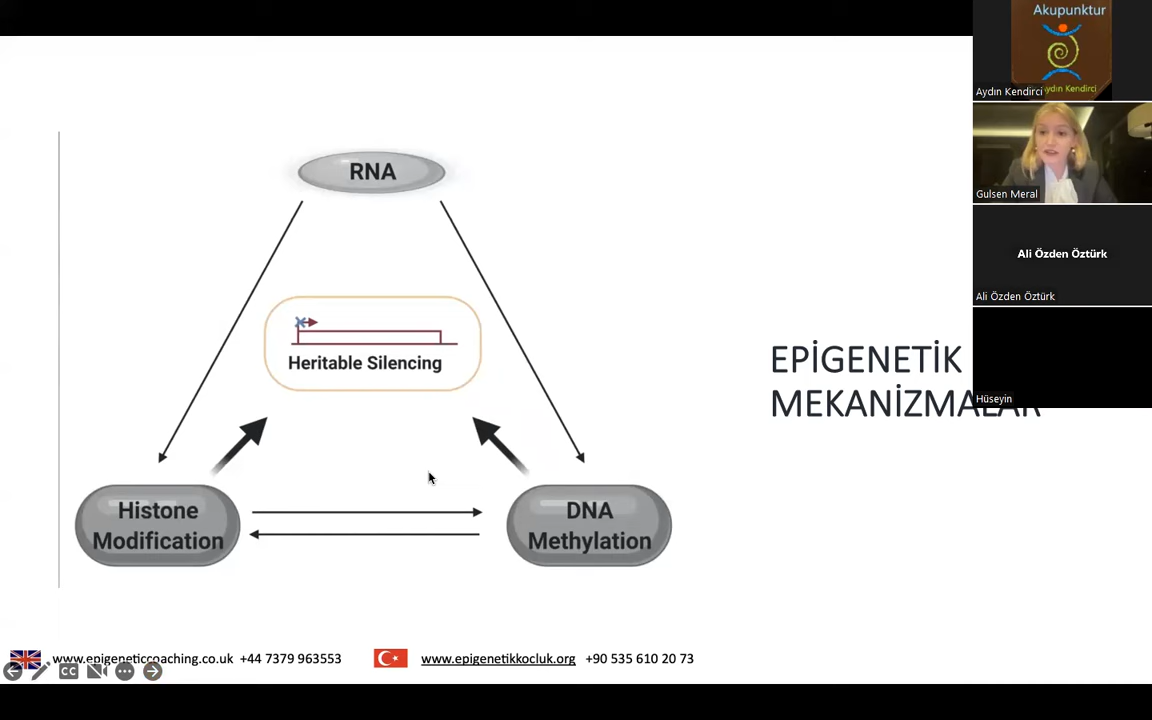 RNA
Heritable Silencing
Histone
Modification
DNA
Methylation
EPİGENETİK
MEKANİZMALAR
www.epigeneticcoaching.co.uk +44 7379 963553
www.epigenetikkocluk.org +90 535 610 20 73
CC
Akupunktur
Aydın Kendirci
Aydın Kendirci
Gulsen Meral
Ali Özden Öztürk
Ali Özden Öztürk
Hüseyin